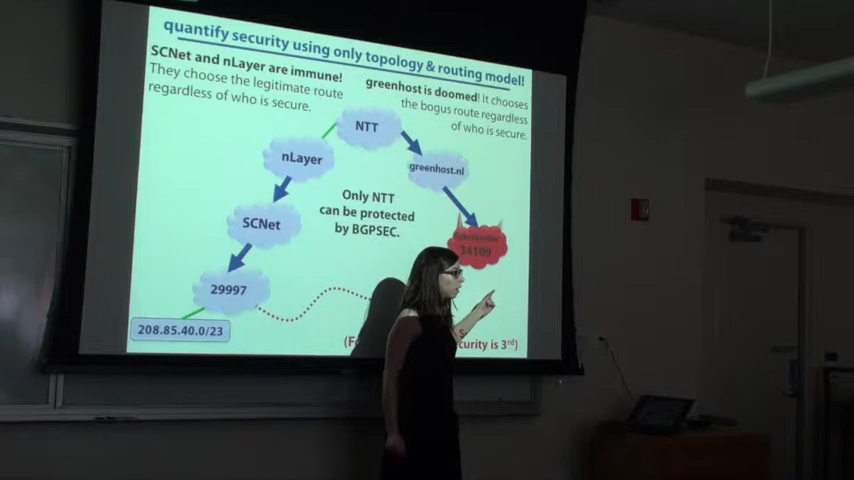 quantify security using only topology & routing model!
SCNet and nLayer are immune!
They choose the legitimate route
regardless of who is secure.
greenhost is doomed! It chooses
the bogus route regardless
of who is secure.
NTT
nLayer
greenhost.nl
Only NTT
can be protected
by BGPSEC.
SCNet
34109
29997
208.85.40.0/23
curity is 3rd)